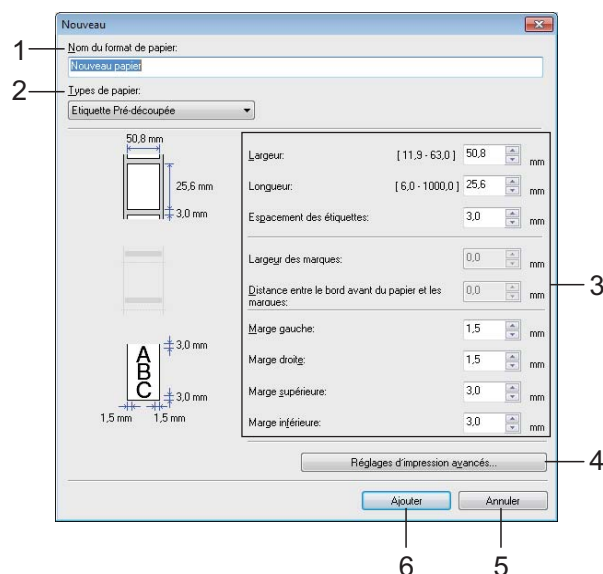 Nouveau
1
Nom du format de papier:
Nouveau papier
2
Types de papier:
Etiquette Pré-découpée
50,8 mm
25,6 mm
3,0 mm
Largeur: [ 11,9 - 63,0 ] 50,8 mm
Longueur: [ 6,0 - 1000,0 ] 25,6 mm
Espacement des étiquettes: 3,0 mm
Largeur des marques: 0,0 mm
Distance entre le bord avant du papier et les
marques: 0,0 mm
3
Marge gauche: 1,5 mm
Marge droite: 1,5 mm
Marge supérieure: 3,0 mm
Marge inférieure: 3,0 mm
3,0 mm
A
B
C
3,0 mm
1,5 mm 1,5 mm
Réglages d'impression avancés...
4
Ajouter Annuler
6 5